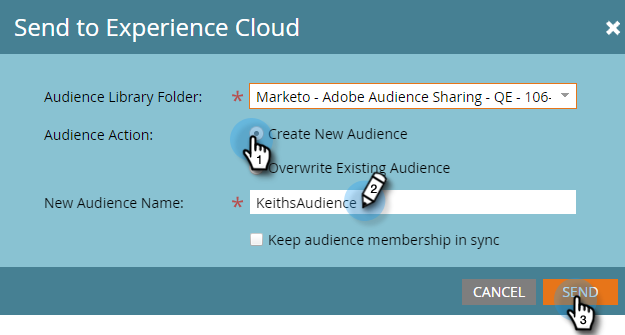 Send to Experience Cloud
Audience Library Folder: * Marketo - Adobe Audience Sharing - QE - 106-
Audience Action: Create New Audience
1
Overwrite Existing Audience
New Audience Name: * KeithsAudience
2
Keep audience membership in sync
CANCEL SEND
3